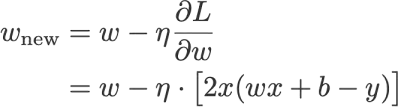 w_new = w − η ∂L/∂w
= w − η · [2x(wx + b − y)]